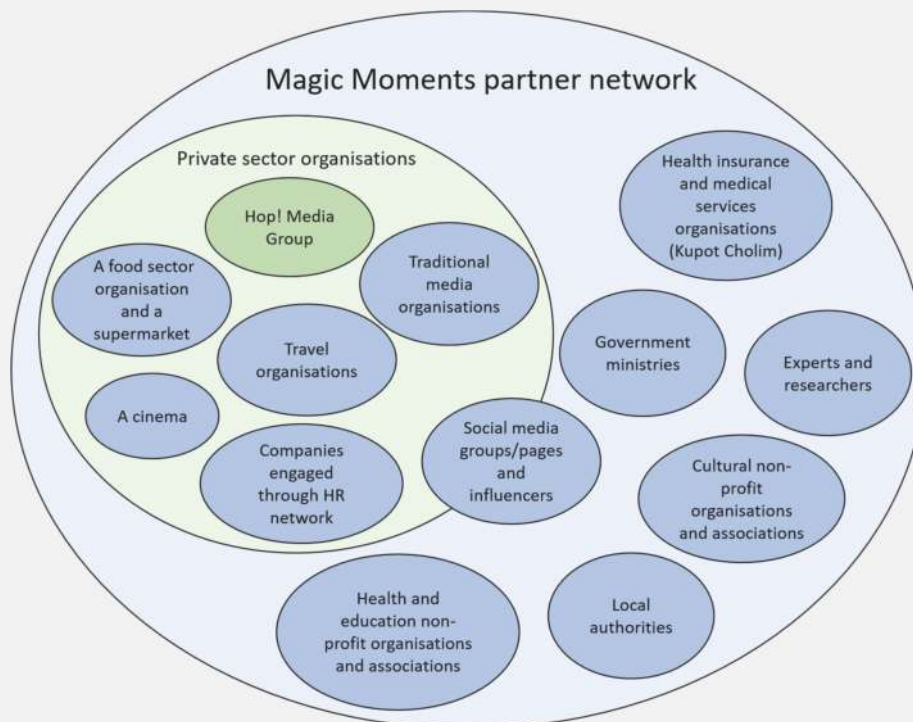 Magic Moments partner network
Private sector organisations
Hop! Media
Group
A food sector
organisation
and a
supermarket
Traditional
media
organisations
Travel
organisations
A cinema
Companies
engaged
through HR
network
Social media
groups/pages
and
influencers
Health insurance
and medical
services
organisations
(Kupot Cholim)
Government
ministries
Experts and
researchers
Cultural non-
profit
organisations
and associations
Health and
education non-
profit organisations
and associations
Local
authorities